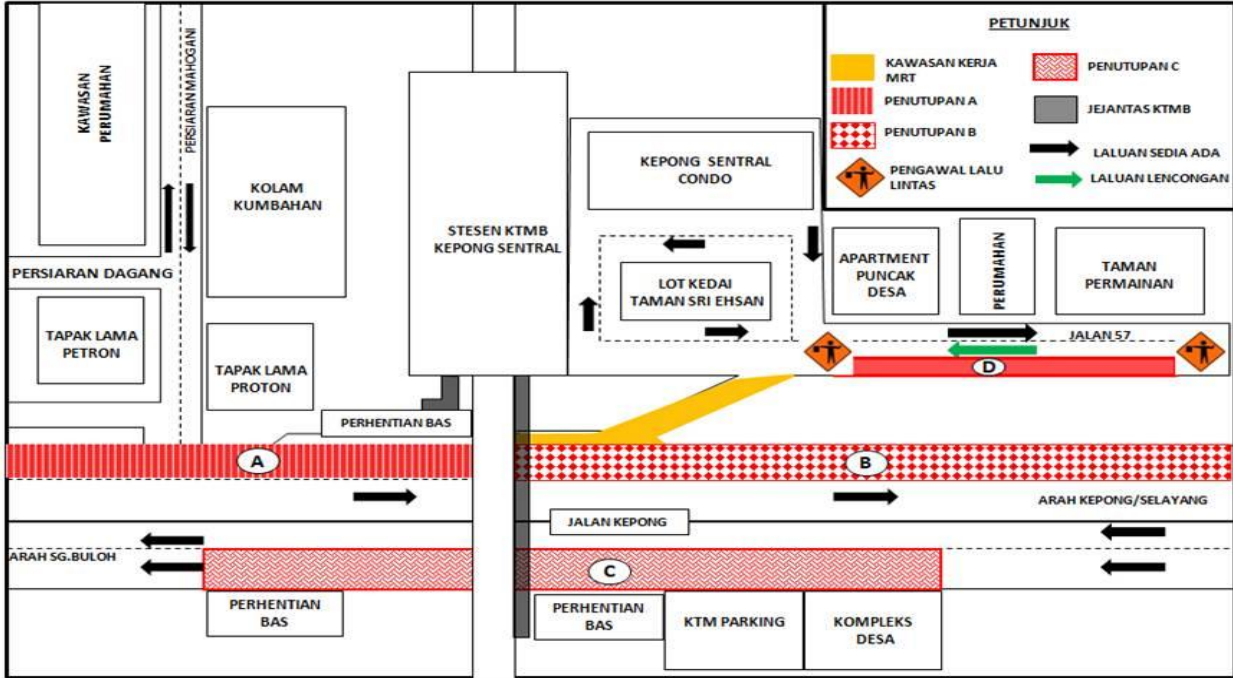 KAWASAN
PERUMAHAN
PERSIARAN MAHOGANI
KOLAM
KUMBAHAN
PERSIARAN DAGANG
TAPAK LAMA
PETRON
TAPAK LAMA
PROTON
STESEN KTMB
KEPONG SENTRAL
KEPONG SENTRAL
CONDO
LOT KEDAI
TAMAN SRI EHSAN
PETUNJUK
KAWASAN KERJA
MRT
PENUTUPAN A
PENUTUPAN B
PENGAWAL LALU
LINTAS
PENUTUPAN C
JEJANTAS KTMB
LALUAN SEDIA ADA
LALUAN LENCONGAN
APARTMENT
PUNCAK
DESA
PERUMAHAN
TAMAN
PERMAINAN
JALAN 57
D
PERHENTIAN BAS
A
B
ARAH KEPONG/SELAYANG
JALAN KEPONG
ARAH SG.BULOH
C
PERHENTIAN
BAS
PERHENTIAN
BAS
KTM PARKING
KOMPLEKS
DESA